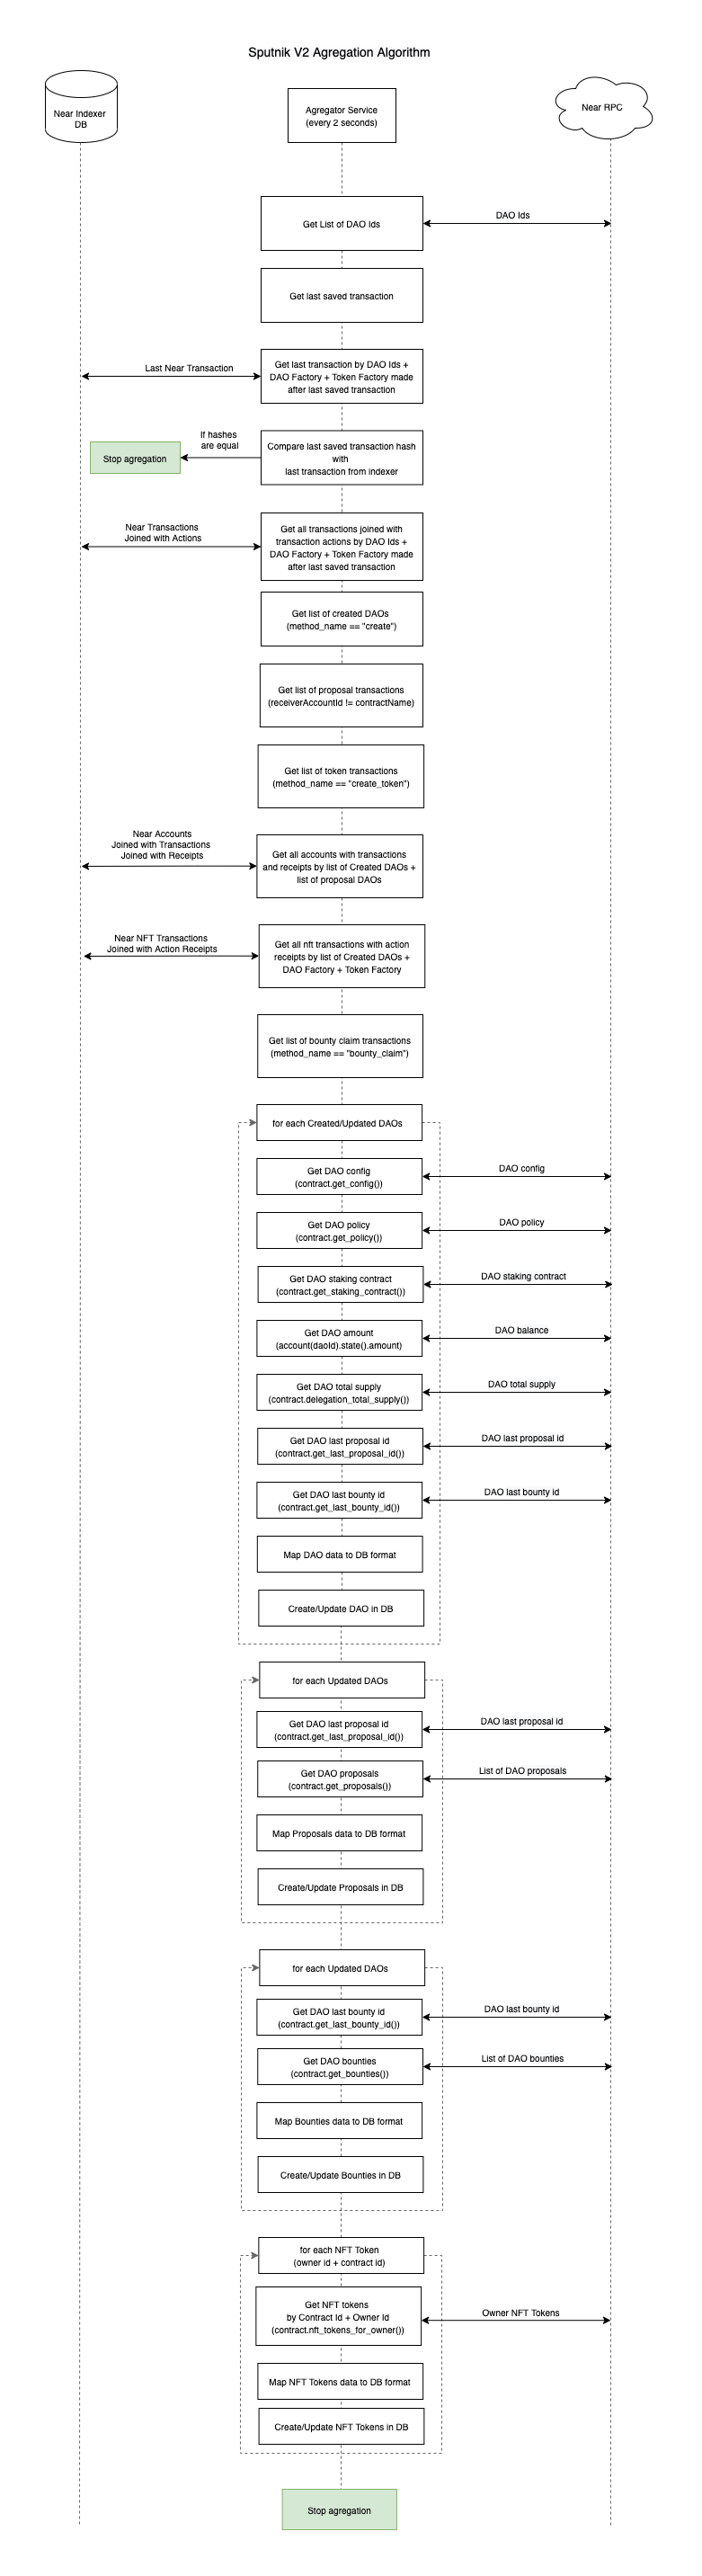 Sputnik V2 Agregation Algorithm
Near Indexer
DB
Agregator Service
(every 2 seconds)
Near RPC
Get List of DAO Ids
DAO Ids
Get last saved transaction
Last Near Transaction
Get last transaction by DAO Ids +
DAO Factory + Token Factory made
after last saved transaction
If hashes
are equal
Stop agregation
Compare last saved transaction hash
with
last transaction from indexer
Near Transactions
Joined with Actions
Get all transactions joined with
transaction actions by DAO Ids +
DAO Factory + Token Factory made
after last saved transaction
Get list of created DAOs
(method_name == "create")
Get list of proposal transactions
(receiverAccountId != contractName)
Get list of token transactions
(method_name == "create_token")
Near Accounts
Joined with Transactions
Joined with Receipts
Get all accounts with transactions
and receipts by list of Created DAOs +
list of proposal DAOs
Near NFT Transactions
Joined with Action Receipts
Get all nft transactions with action
receipts by list of Created DAOs +
DAO Factory + Token Factory
Get list of bounty claim transactions
(method_name == "bounty_claim")
for each Created/Updated DAOs
Get DAO config
(contract.get_config())
DAO config
Get DAO policy
(contract.get_policy())
DAO policy
Get DAO staking contract
(contract.get_staking_contract())
DAO staking contract
Get DAO amount
(account(daoId).state().amount)
DAO balance
Get DAO total supply
(contract.delegation_total_supply())
DAO total supply
Get DAO last proposal id
(contract.get_last_proposal_id())
DAO last proposal id
Get DAO last bounty id
(contract.get_last_bounty_id())
DAO last bounty id
Map DAO data to DB format
Create/Update DAO in DB
for each Updated DAOs
Get DAO last proposal id
(contract.get_last_proposal_id())
DAO last proposal id
Get DAO proposals
(contract.get_proposals())
List of DAO proposals
Map Proposals data to DB format
Create/Update Proposals in DB
for each Updated DAOs
Get DAO last bounty id
(contract.get_last_bounty_id())
DAO last bounty id
Get DAO bounties
(contract.get_bounties())
List of DAO bounties
Map Bounties data to DB format
Create/Update Bounties in DB
for each NFT Token
(owner id + contract id)
Get NFT tokens
by Contract Id + Owner Id
(contract.nft_tokens_for_owner())
Owner NFT Tokens
Map NFT Tokens data to DB format
Create/Update NFT Tokens in DB
Stop agregation